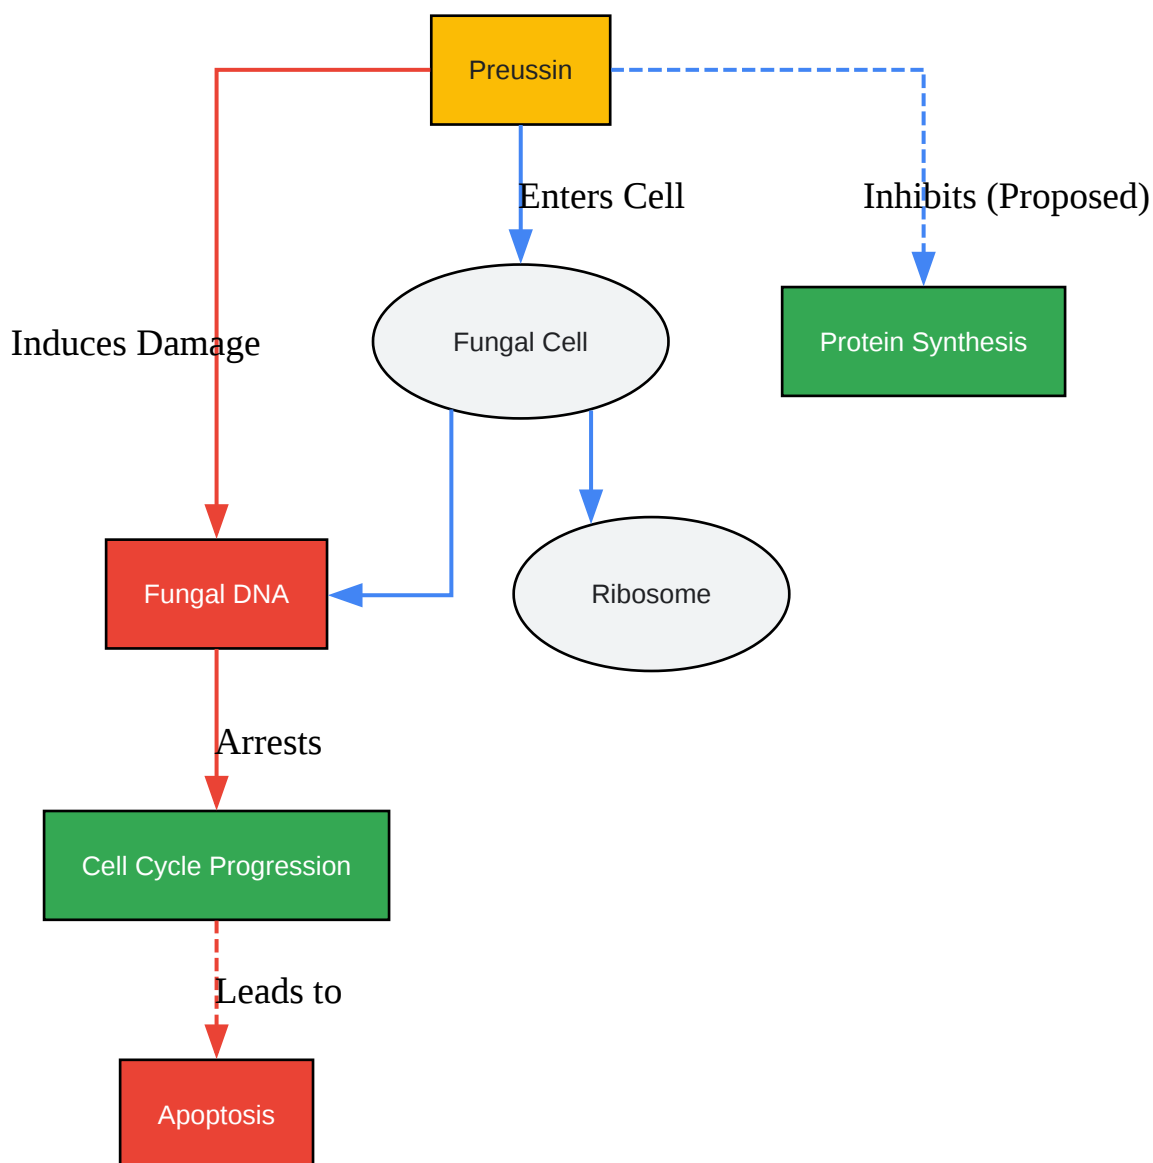 Preussin
Enters Cell
Inhibits (Proposed)
Induces Damage
Fungal Cell
Protein Synthesis
Fungal DNA
Ribosome
Arrests
Cell Cycle Progression
Leads to
Apoptosis